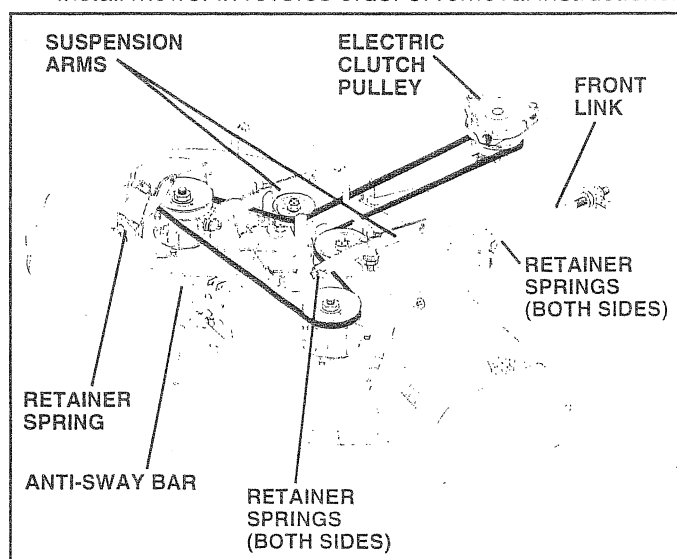 SUSPENSION
ARMS
ELECTRIC
CLUTCH
PULLEY
FRONT
LINK
RETAINER
SPRINGS
(BOTH SIDES)
RETAINER
SPRING
ANTI-SWAY BAR
RETAINER
SPRINGS
(BOTH SIDES)